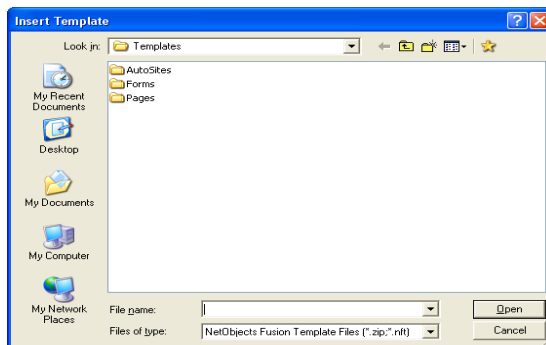 Insert Template
Look in:
Templates
AutoSites
Forms
Pages
My Recent
Documents
Desktop
My Documents
My Computer
My Network
Places
File name:
Open
Files of type:
NetObjects Fusion Template Files (*.zip;*.nft)
Cancel